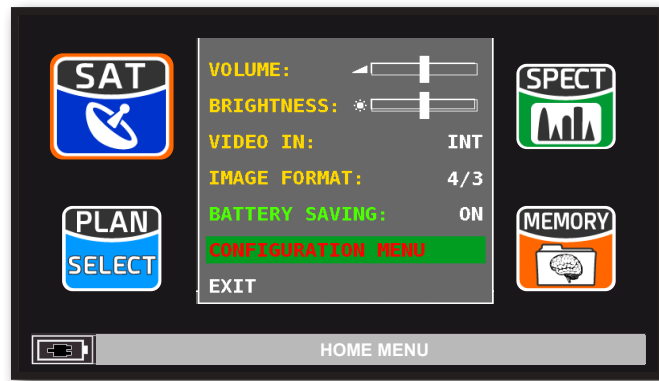 SAT
PLAN
SELECT
VOLUME:
BRIGHTNESS:
VIDEO IN: INT
IMAGE FORMAT: 4/3
BATTERY SAVING: ON
CONFIGURATION MENU
EXIT
SPECT
MEMORY
HOME MENU